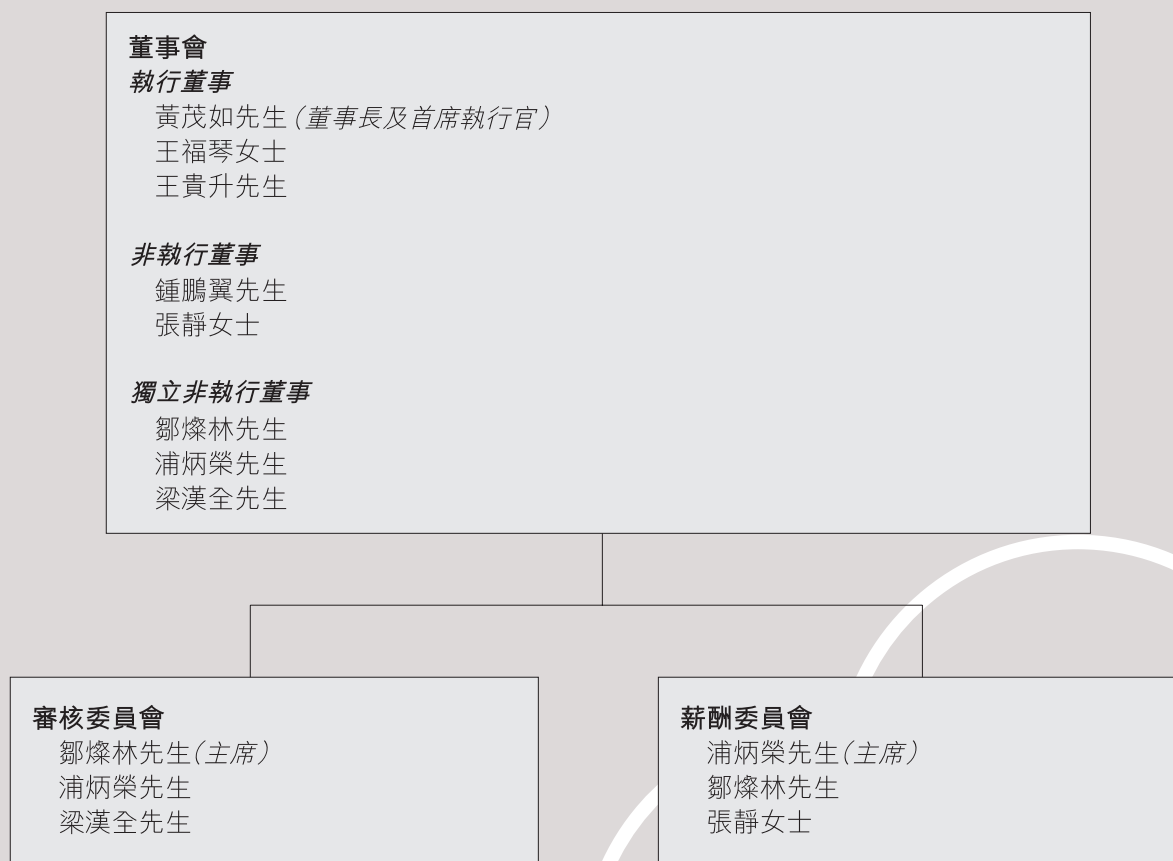 董事會
執行董事
黃茂如先生(董事長及首席執行官)
王福琴女士
王貴升先生
非執行董事
鍾鵬翼先生
張靜女士
獨立非執行董事
鄒燦林先生
浦炳榮先生
梁漢全先生
審核委員會
鄒燦林先生(主席)
浦炳榮先生
梁漢全先生
薪酬委員會
浦炳榮先生(主席)
鄒燦林先生
張靜女士